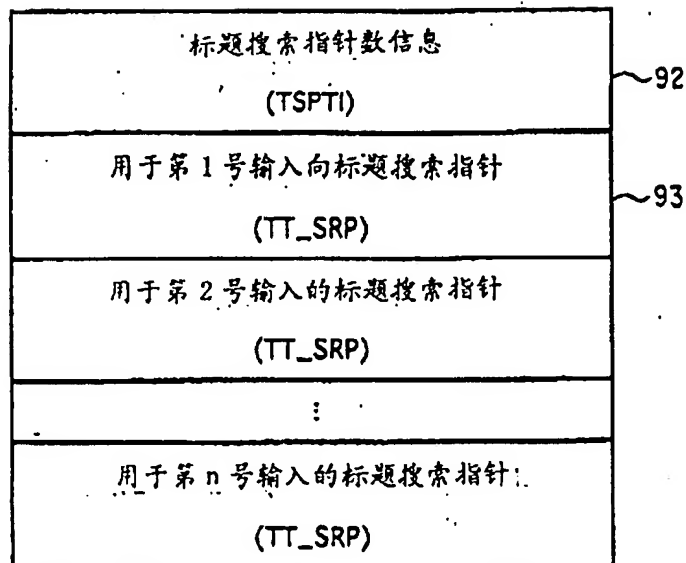 标题搜索指针数信息
(TSPTI)
92
用于第1号输入向标题搜索指针
(TT_SRP)
93
用于第2号输入的标题搜索指针
(TT_SRP)
⋮
用于第n号输入的标题搜索指针
(TT_SRP)